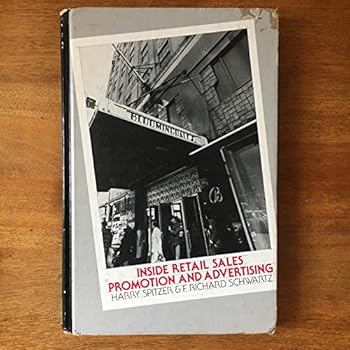 BLOOMINGDALE'S
INSIDE RETAIL SALES
PROMOTION AND ADVERTISING
HARRY SPITZER & F. RICHARD SCHWARTZ